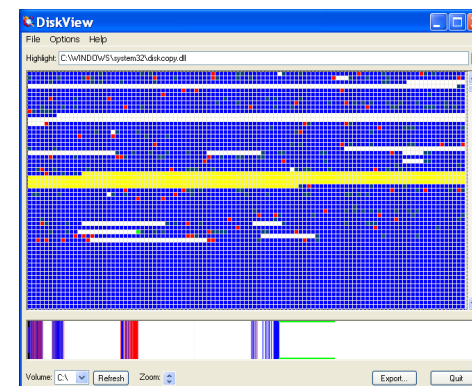 DiskView
File Options Help
Highlight: C:\WINDOWS\system32\diskcopy.dll
Volume: C:\ Refresh Zoom: Export... Quit